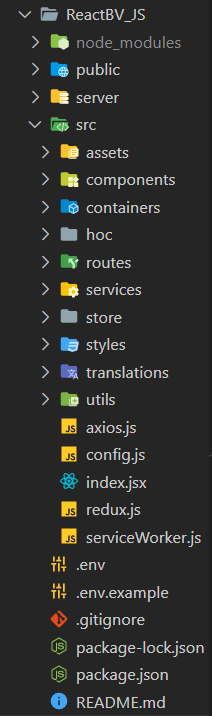 ReactBV_JS
node_modules
public
server
src
assets
components
containers
hoc
routes
services
store
styles
translations
utils
JS axios.js
JS config.js
index.jsx
JS redux.js
JS serviceWorker.js
.env
.env.example
.gitignore
package-lock.json
package.json
README.md